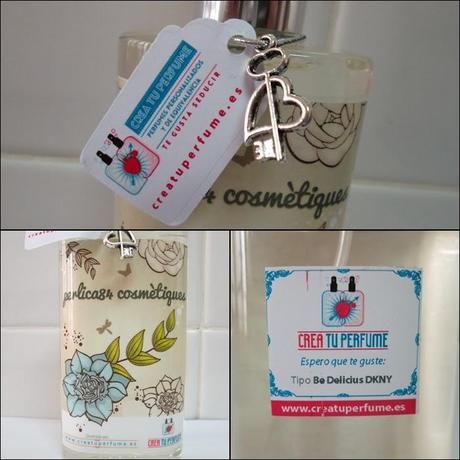 CREA TU PERFUME
PERFUMES PERSONALIZADOS
Y DE EQUIVALENCIA
TE GUSTA SEDUCIR
creatuperfume.es
perlica84 cosmètiques
perlica84 cosmètiques
www.creatuperfume.es
CREA TU PERFUME
CREA TU PERFUME
Espero que te guste:
Tipo Be Delicius DKNY
www.creatuperfume.es